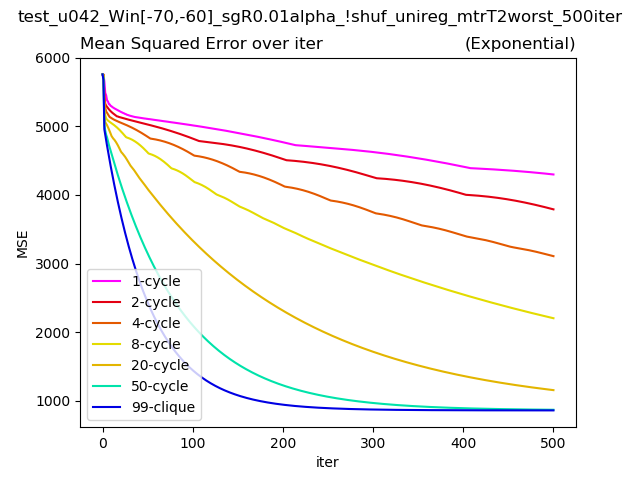 test_u042_Win[-70,-60]_sgR0.01alpha_!shuf_unireg_mtrT2worst_500iter
Mean Squared Error over iter (Exponential)
6000
5000
4000
3000
2000
1000
MSE
1-cycle
2-cycle
4-cycle
8-cycle
20-cycle
50-cycle
99-clique
0 100 200 300 400 500
iter